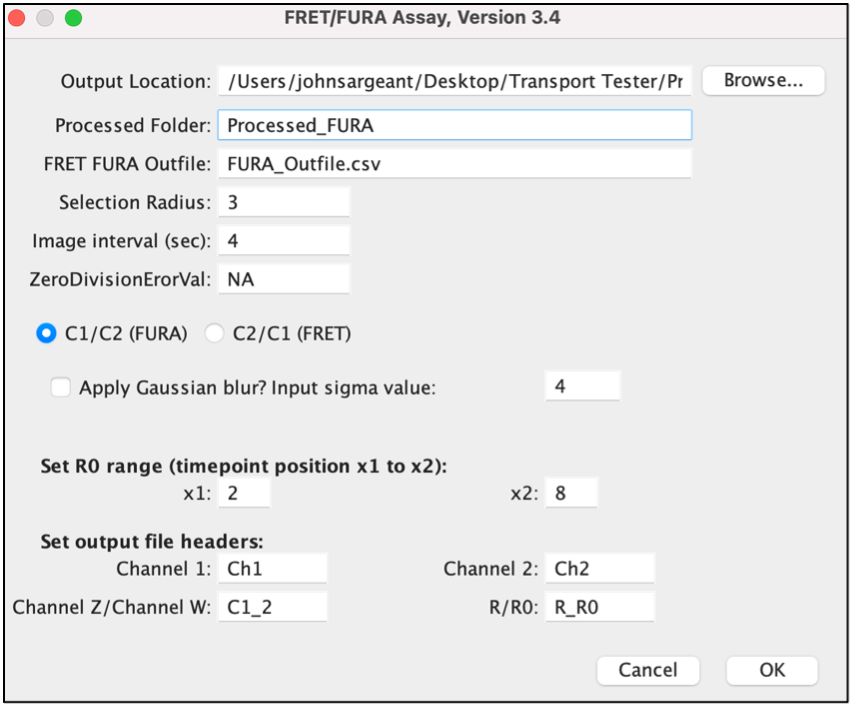 FRET/FURA Assay, Version 3.4
Output Location: /Users/johnsargeant/Desktop/Transport Tester/Pr Browse...
Processed Folder: Processed_FURA
FRET FURA Outfile: FURA_Outfile.csv
Selection Radius: 3
Image interval (sec): 4
ZeroDivisionErorVal: NA
C1/C2 (FURA) C2/C1 (FRET)
Apply Gaussian blur? Input sigma value: 4
Set R0 range (timepoint position x1 to x2):
x1: 2 x2: 8
Set output file headers:
Channel 1: Ch1 Channel 2: Ch2
Channel Z/Channel W: C1_2 R/R0: R_R0
Cancel OK